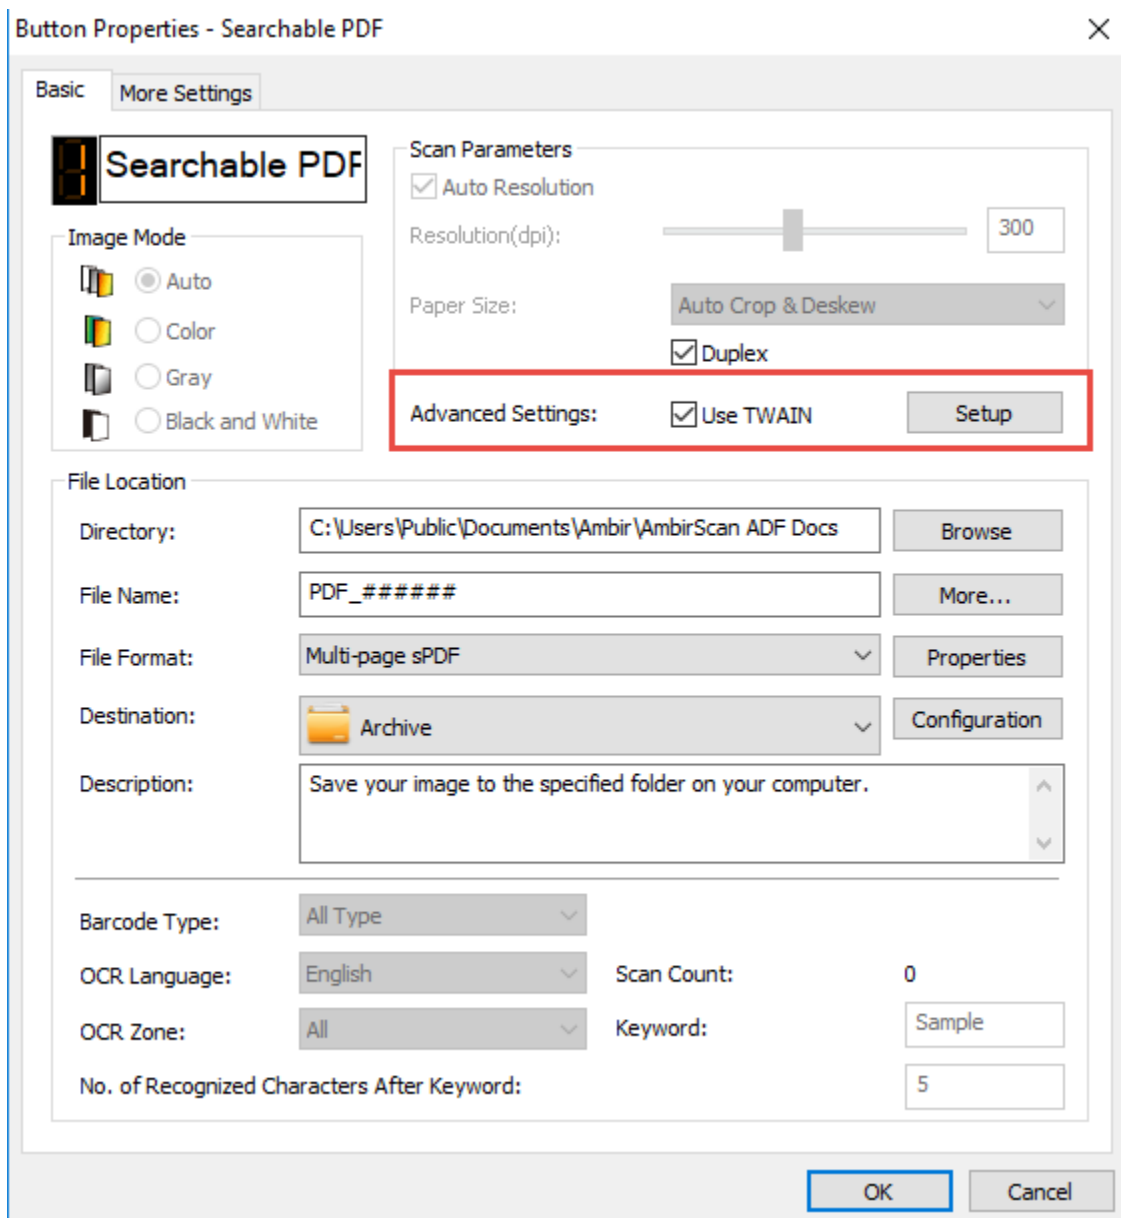 Button Properties - Searchable PDF
Basic
More Settings
1
Searchable PDF
Image Mode
Auto
Color
Gray
Black and White
Scan Parameters
Auto Resolution
Resolution(dpi):
300
Paper Size:
Auto Crop & Deskew
Duplex
Advanced Settings:
Use TWAIN
Setup
File Location
Directory:
C:\Users\Public\Documents\Ambir\AmbirScan ADF Docs
Browse
File Name:
PDF_######
More...
File Format:
Multi-page sPDF
Properties
Destination:
Archive
Configuration
Description:
Save your image to the specified folder on your computer.
Barcode Type:
All Type
OCR Language:
English
Scan Count:
0
OCR Zone:
All
Keyword:
Sample
No. of Recognized Characters After Keyword:
5
OK
Cancel